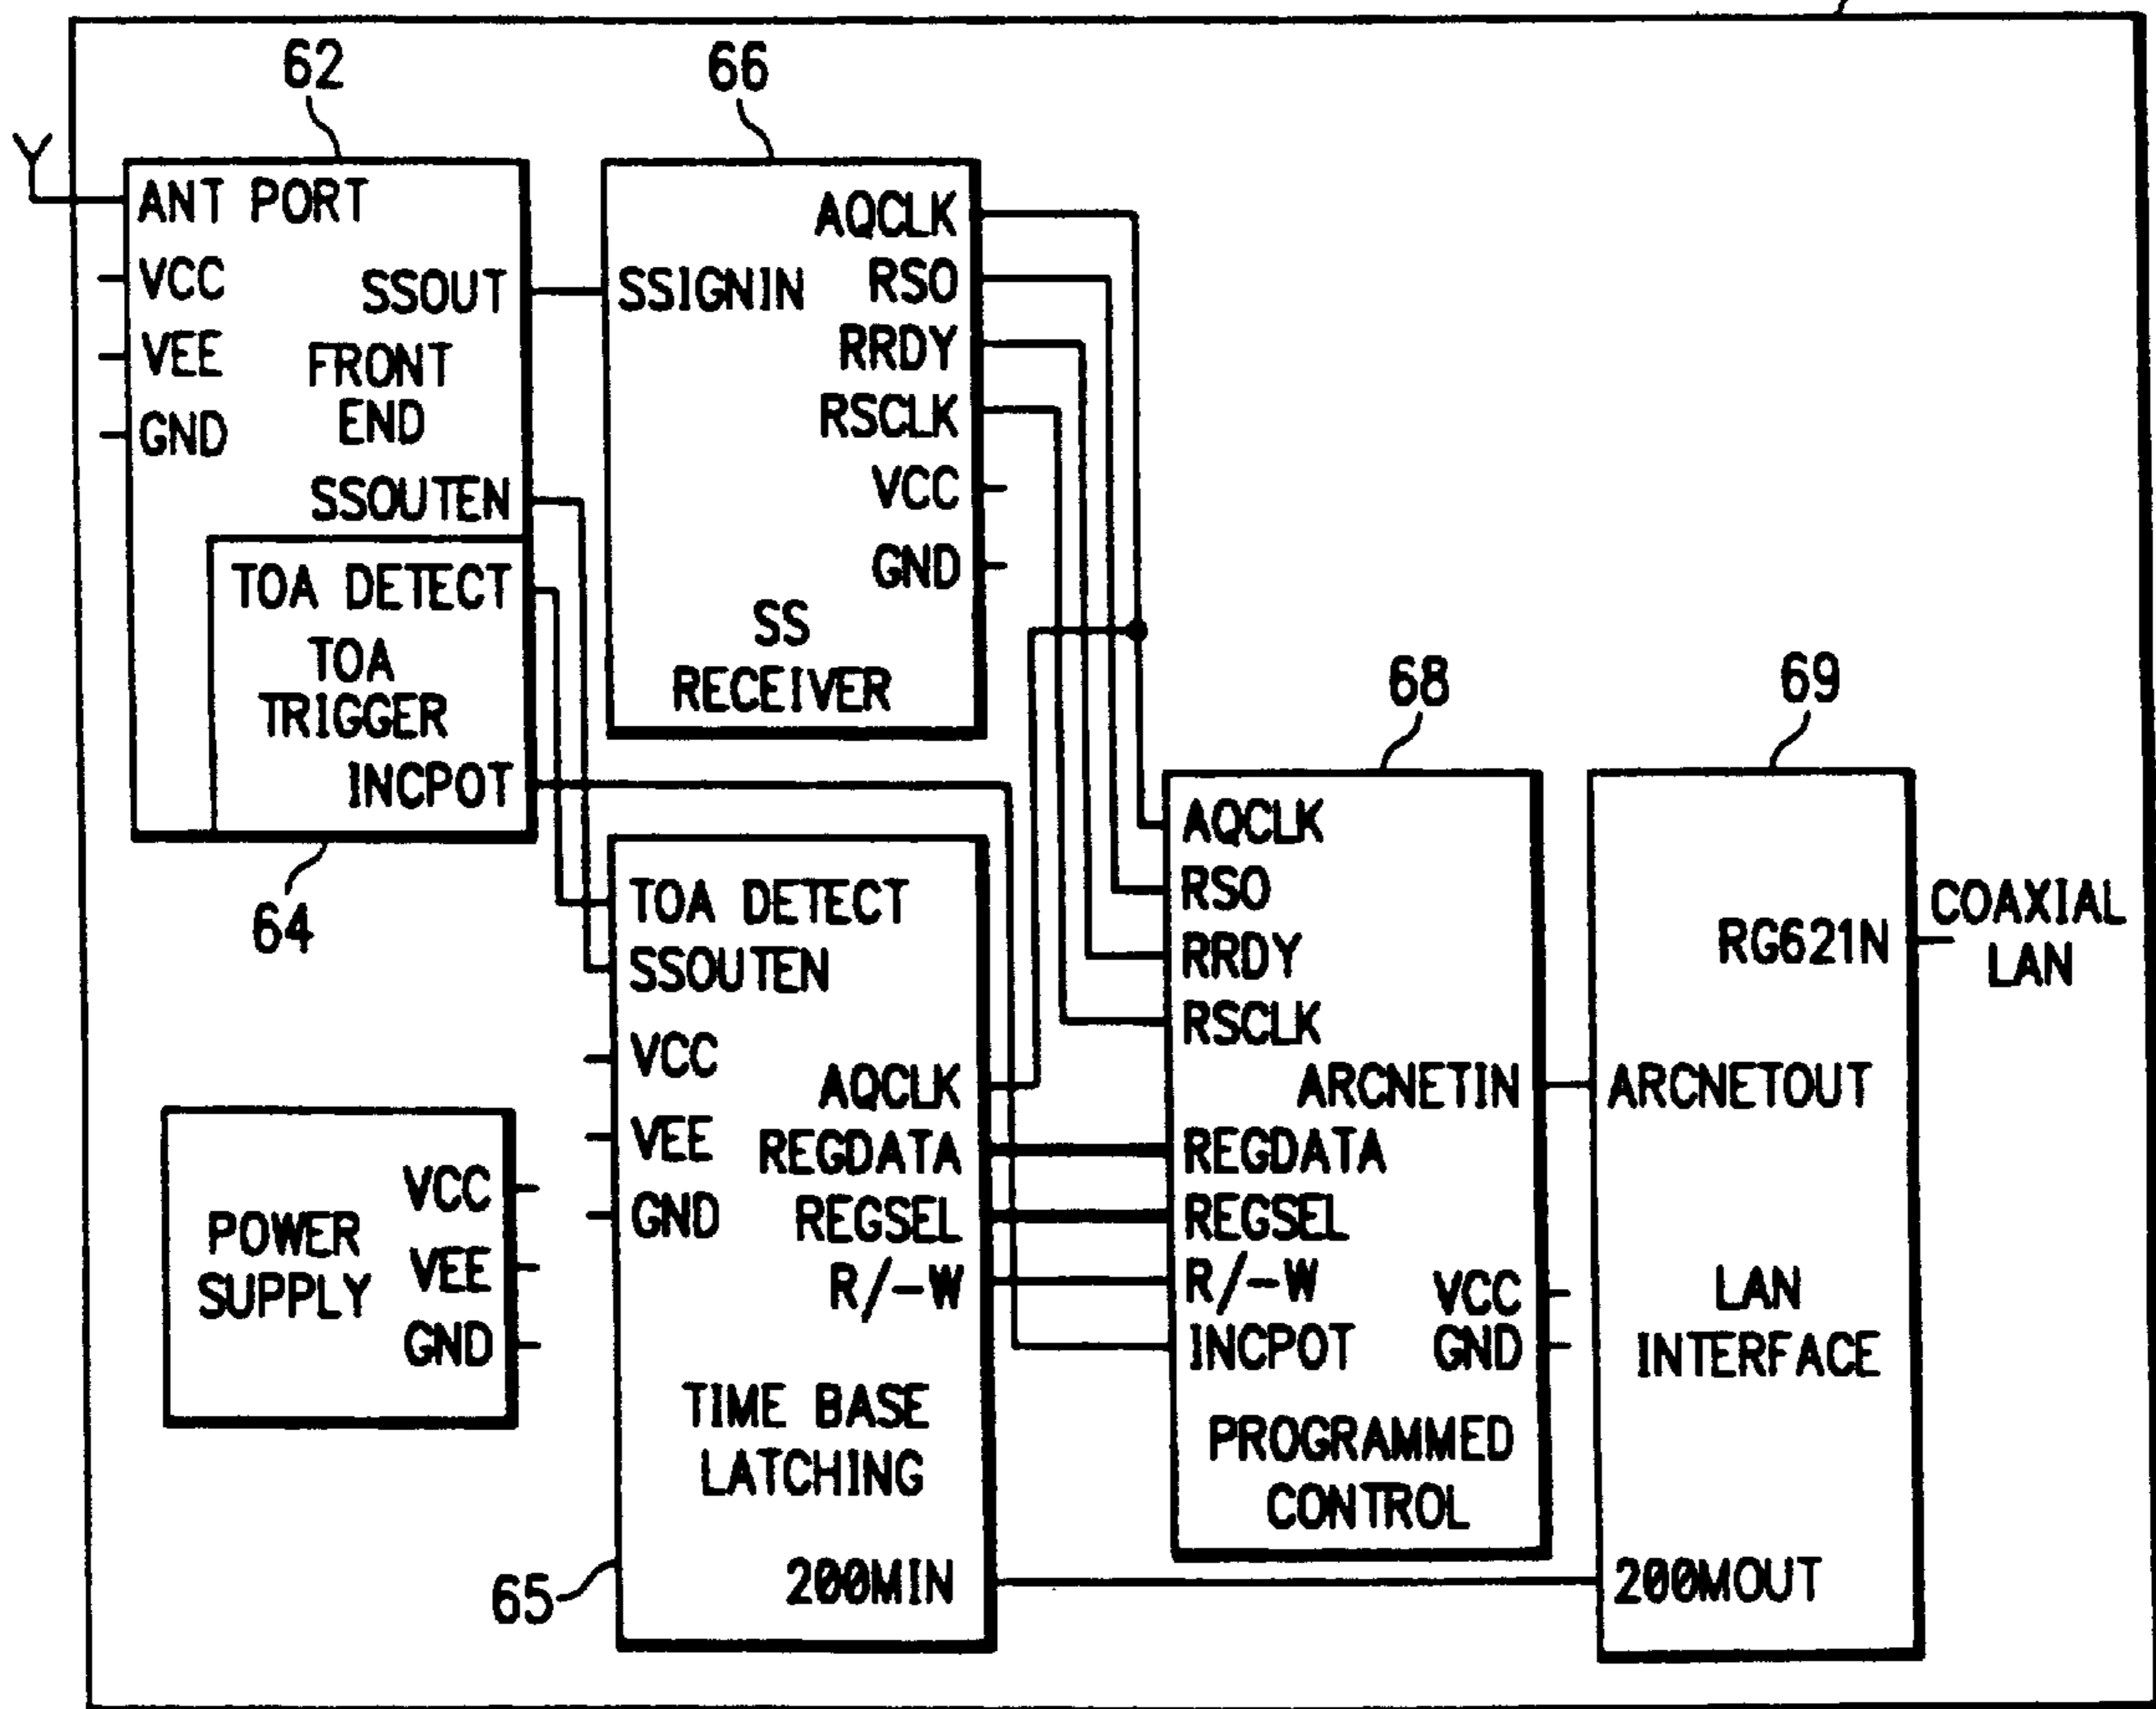 62
66
ANT PORT
VCC
VEE
GND
SSOUT
FRONT
END
SSOUTEN
TOA DETECT
TOA
TRIGGER
INCPOT
64
SSIGNIN
AQCLK
RSO
RRDY
RSCLK
VCC
GND
SS
RECEIVER
TOA DETECT
SSOUTEN
VCC
VEE
GND
AQCLK
REGDATA
REGSEL
R/-W
TIME BASE
LATCHING
200MIN
65
POWER
SUPPLY
VCC
VEE
GND
68
AQCLK
RSO
RRDY
RSCLK
ARCNETIN
REGDATA
REGSEL
R/-W
INCPOT
VCC
GND
PROGRAMMED
CONTROL
69
RG621N
ARCNETOUT
LAN
INTERFACE
200MOUT
COAXIAL
LAN